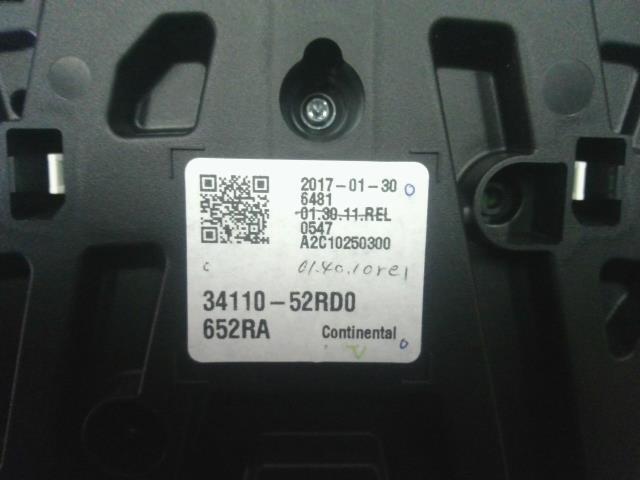 2017-01-30
6481
01.39.11.REL
0547
A2C10250300
C
01.40.10rel
34110-52RD0
652RA
Continental